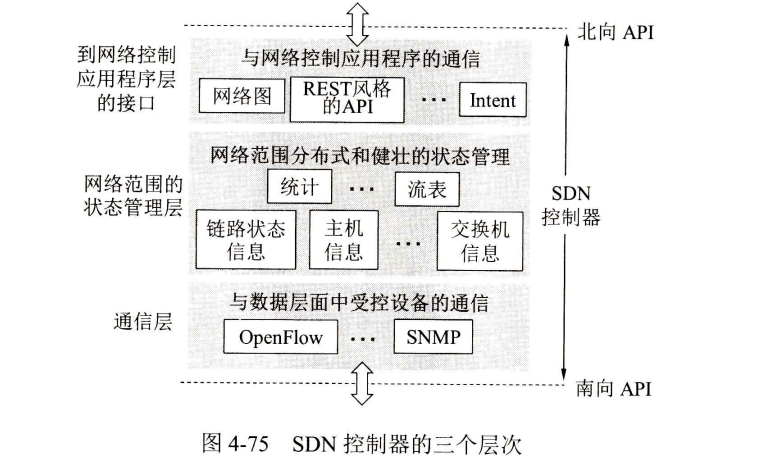 北向 API
到网络控制
应用程序层
的接口
与网络控制应用程序的通信
网络图
REST风格
的API
···
Intent
网络范围的
状态管理层
网络范围分布式和健壮的状态管理
统计
···
流表
链路状态
信息
主机
信息
···
交换机
信息
SDN
控制器
通信层
与数据层面中受控设备的通信
OpenFlow
···
SNMP
南向 API
图 4-75 SDN 控制器的三个层次